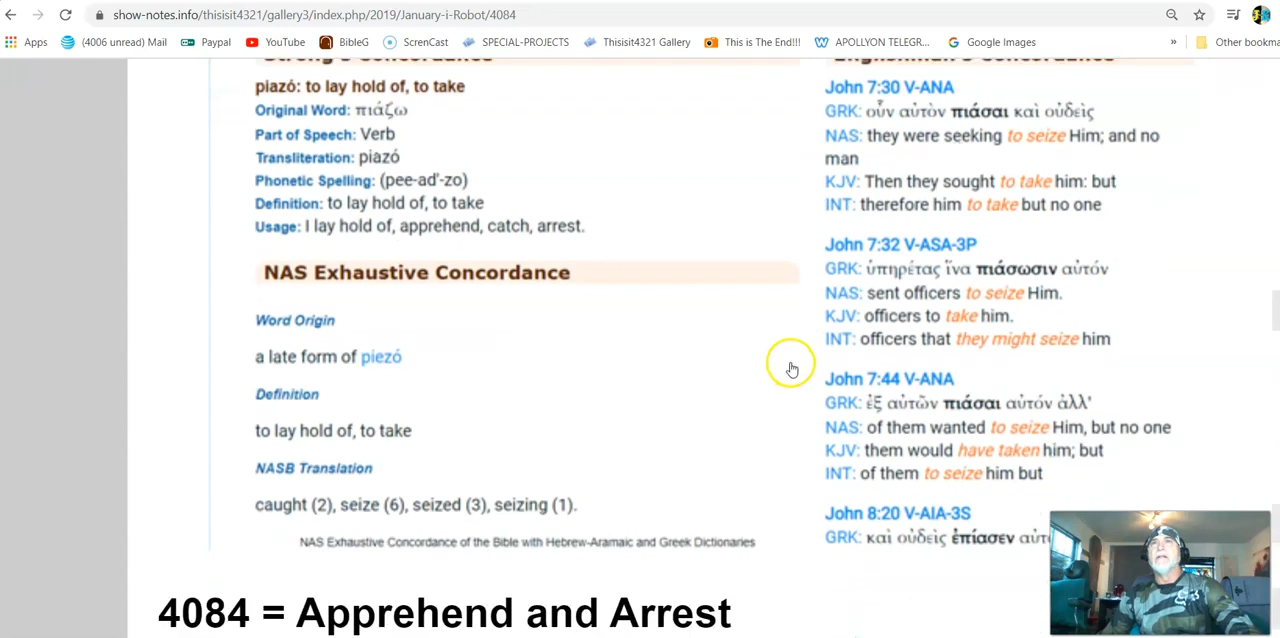 show-notes.info/thisisit4321/gallery3/index.php/2019/January-i-Robot/4084
Apps (4006 unread) Mail Paypal YouTube BibleG ScrenCast SPECIAL-PROJECTS Thisisit4321 Gallery This is The End!!! APOLLYON TELEGR... Google Images » Other bookma
piazó: to lay hold of, to take
Original Word: πιάζω
Part of Speech: Verb
Transliteration: piazó
Phonetic Spelling: (pee-ad'-zo)
Definition: to lay hold of, to take
Usage: I lay hold of, apprehend, catch, arrest.
NAS Exhaustive Concordance
Word Origin
a late form of piezó
Definition
to lay hold of, to take
NASB Translation
caught (2), seize (6), seized (3), seizing (1).
NAS Exhaustive Concordance of the Bible with Hebrew-Aramaic and Greek Dictionaries
4084 = Apprehend and Arrest
John 7:30 V-ANA
GRK: οὖν αὐτὸν πιάσαι καὶ οὐδεὶς
NAS: they were seeking to seize Him; and no
man
KJV: Then they sought to take him: but
INT: therefore him to take but no one
John 7:32 V-ASA-3P
GRK: ὑπηρέτας ἵνα πιάσωσιν αὐτόν
NAS: sent officers to seize Him.
KJV: officers to take him.
INT: officers that they might seize him
John 7:44 V-ANA
GRK: ἐξ αὐτῶν πιάσαι αὐτόν ἀλλ'
NAS: of them wanted to seize Him, but no one
KJV: them would have taken him; but
INT: of them to seize him but
John 8:20 V-AIA-3S
GRK: καὶ οὐδεὶς ἐπίασεν